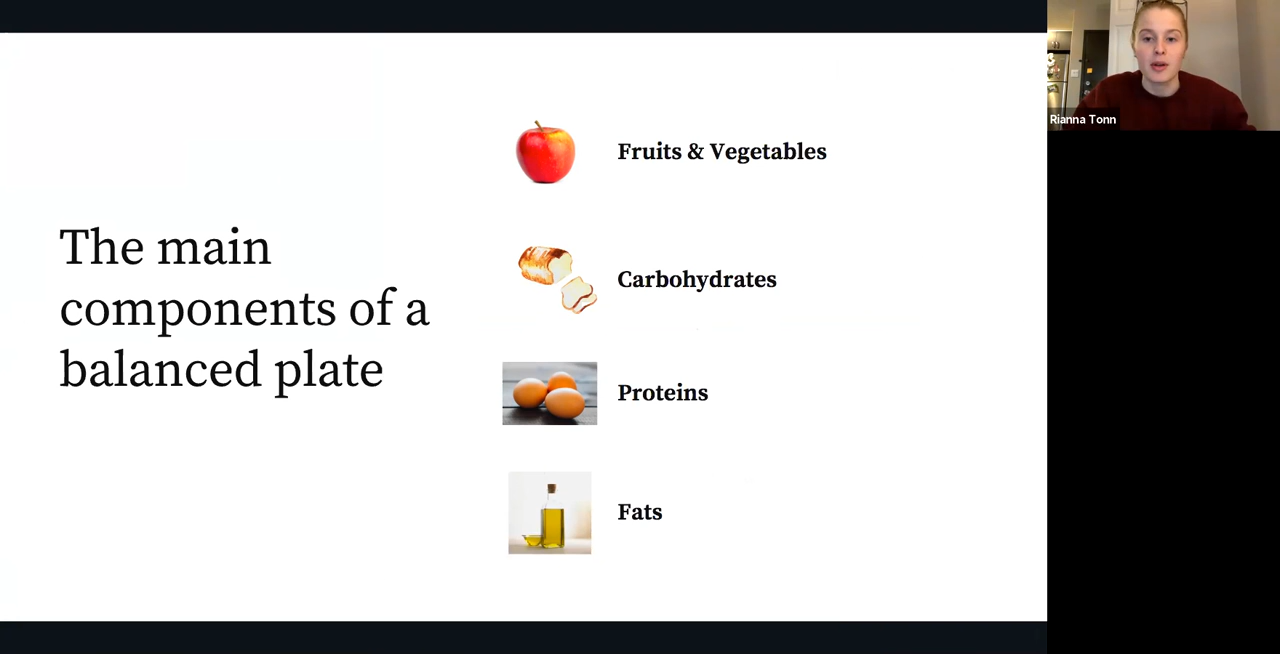 The main
components of a
balanced plate
Fruits & Vegetables
Carbohydrates
Proteins
Fats
Rianna Tonn